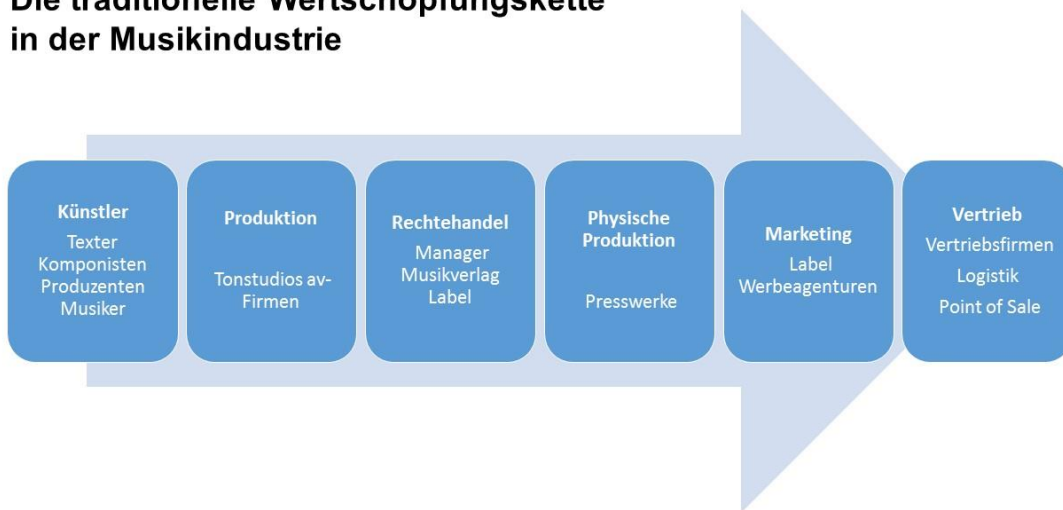 Die traditionelle Wertschöpfungskette
in der Musikindustrie
Künstler
Texter
Komponisten
Produzenten
Musiker
Produktion
Tonstudios av-
Firmen
Rechtehandel
Manager
Musikverlag
Label
Physische
Produktion
Presswerke
Marketing
Label
Werbeagenturen
Vertrieb
Vertriebsfirmen
Logistik
Point of Sale